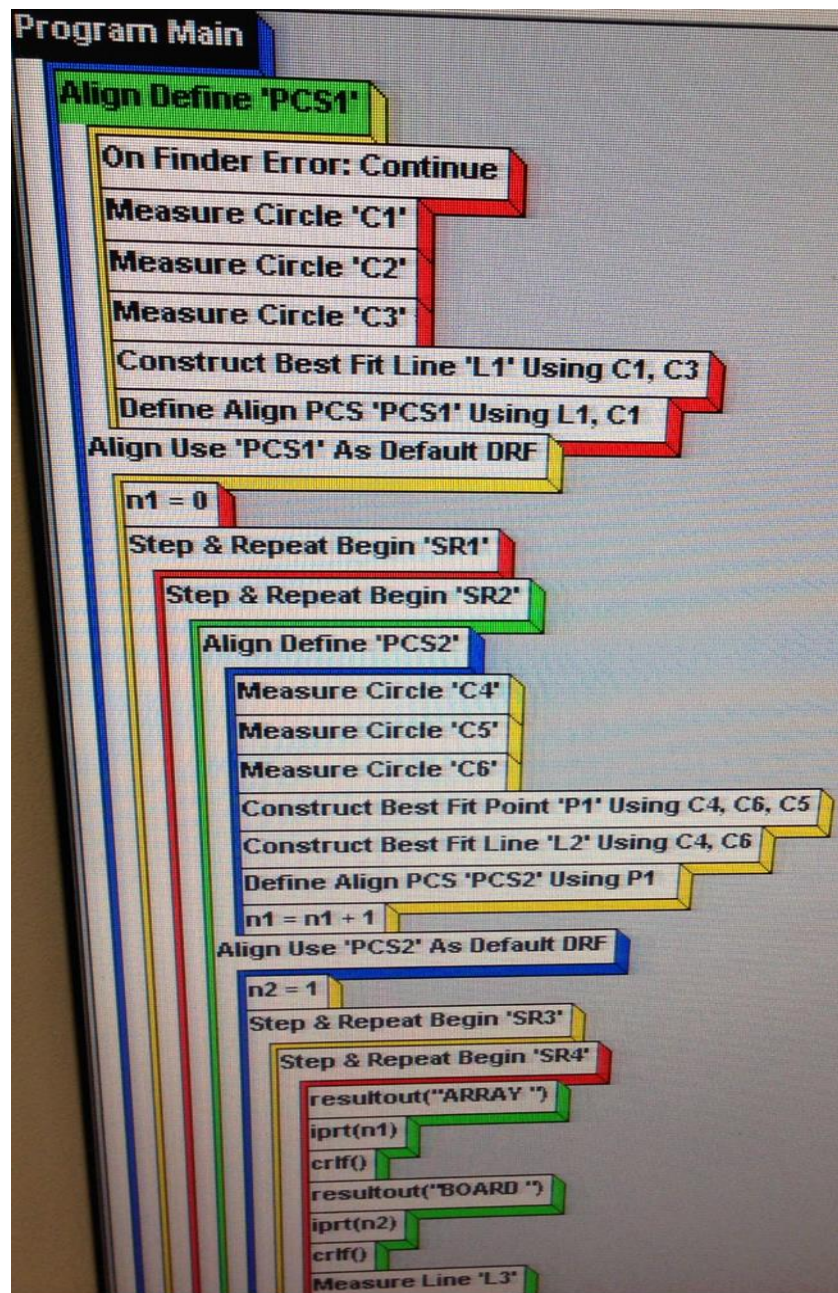 Program Main
Align Define 'PCS1'
On Finder Error: Continue
Measure Circle 'C1'
Measure Circle 'C2'
Measure Circle 'C3'
Construct Best Fit Line 'L1' Using C1, C3
Define Align PCS 'PCS1' Using L1, C1
Align Use 'PCS1' As Default DRF
n1 = 0
Step & Repeat Begin 'SR1'
Step & Repeat Begin 'SR2'
Align Define 'PCS2'
Measure Circle 'C4'
Measure Circle 'C5'
Measure Circle 'C6'
Construct Best Fit Point 'P1' Using C4, C6, C5
Construct Best Fit Line 'L2' Using C4, C6
Define Align PCS 'PCS2' Using P1
n1 = n1 + 1
Align Use 'PCS2' As Default DRF
n2 = 1
Step & Repeat Begin 'SR3'
Step & Repeat Begin 'SR4'
resultout("ARRAY ")
iprt(n1)
crlf()
resultout("BOARD ")
iprt(n2)
crlf()
Measure Line 'L3'